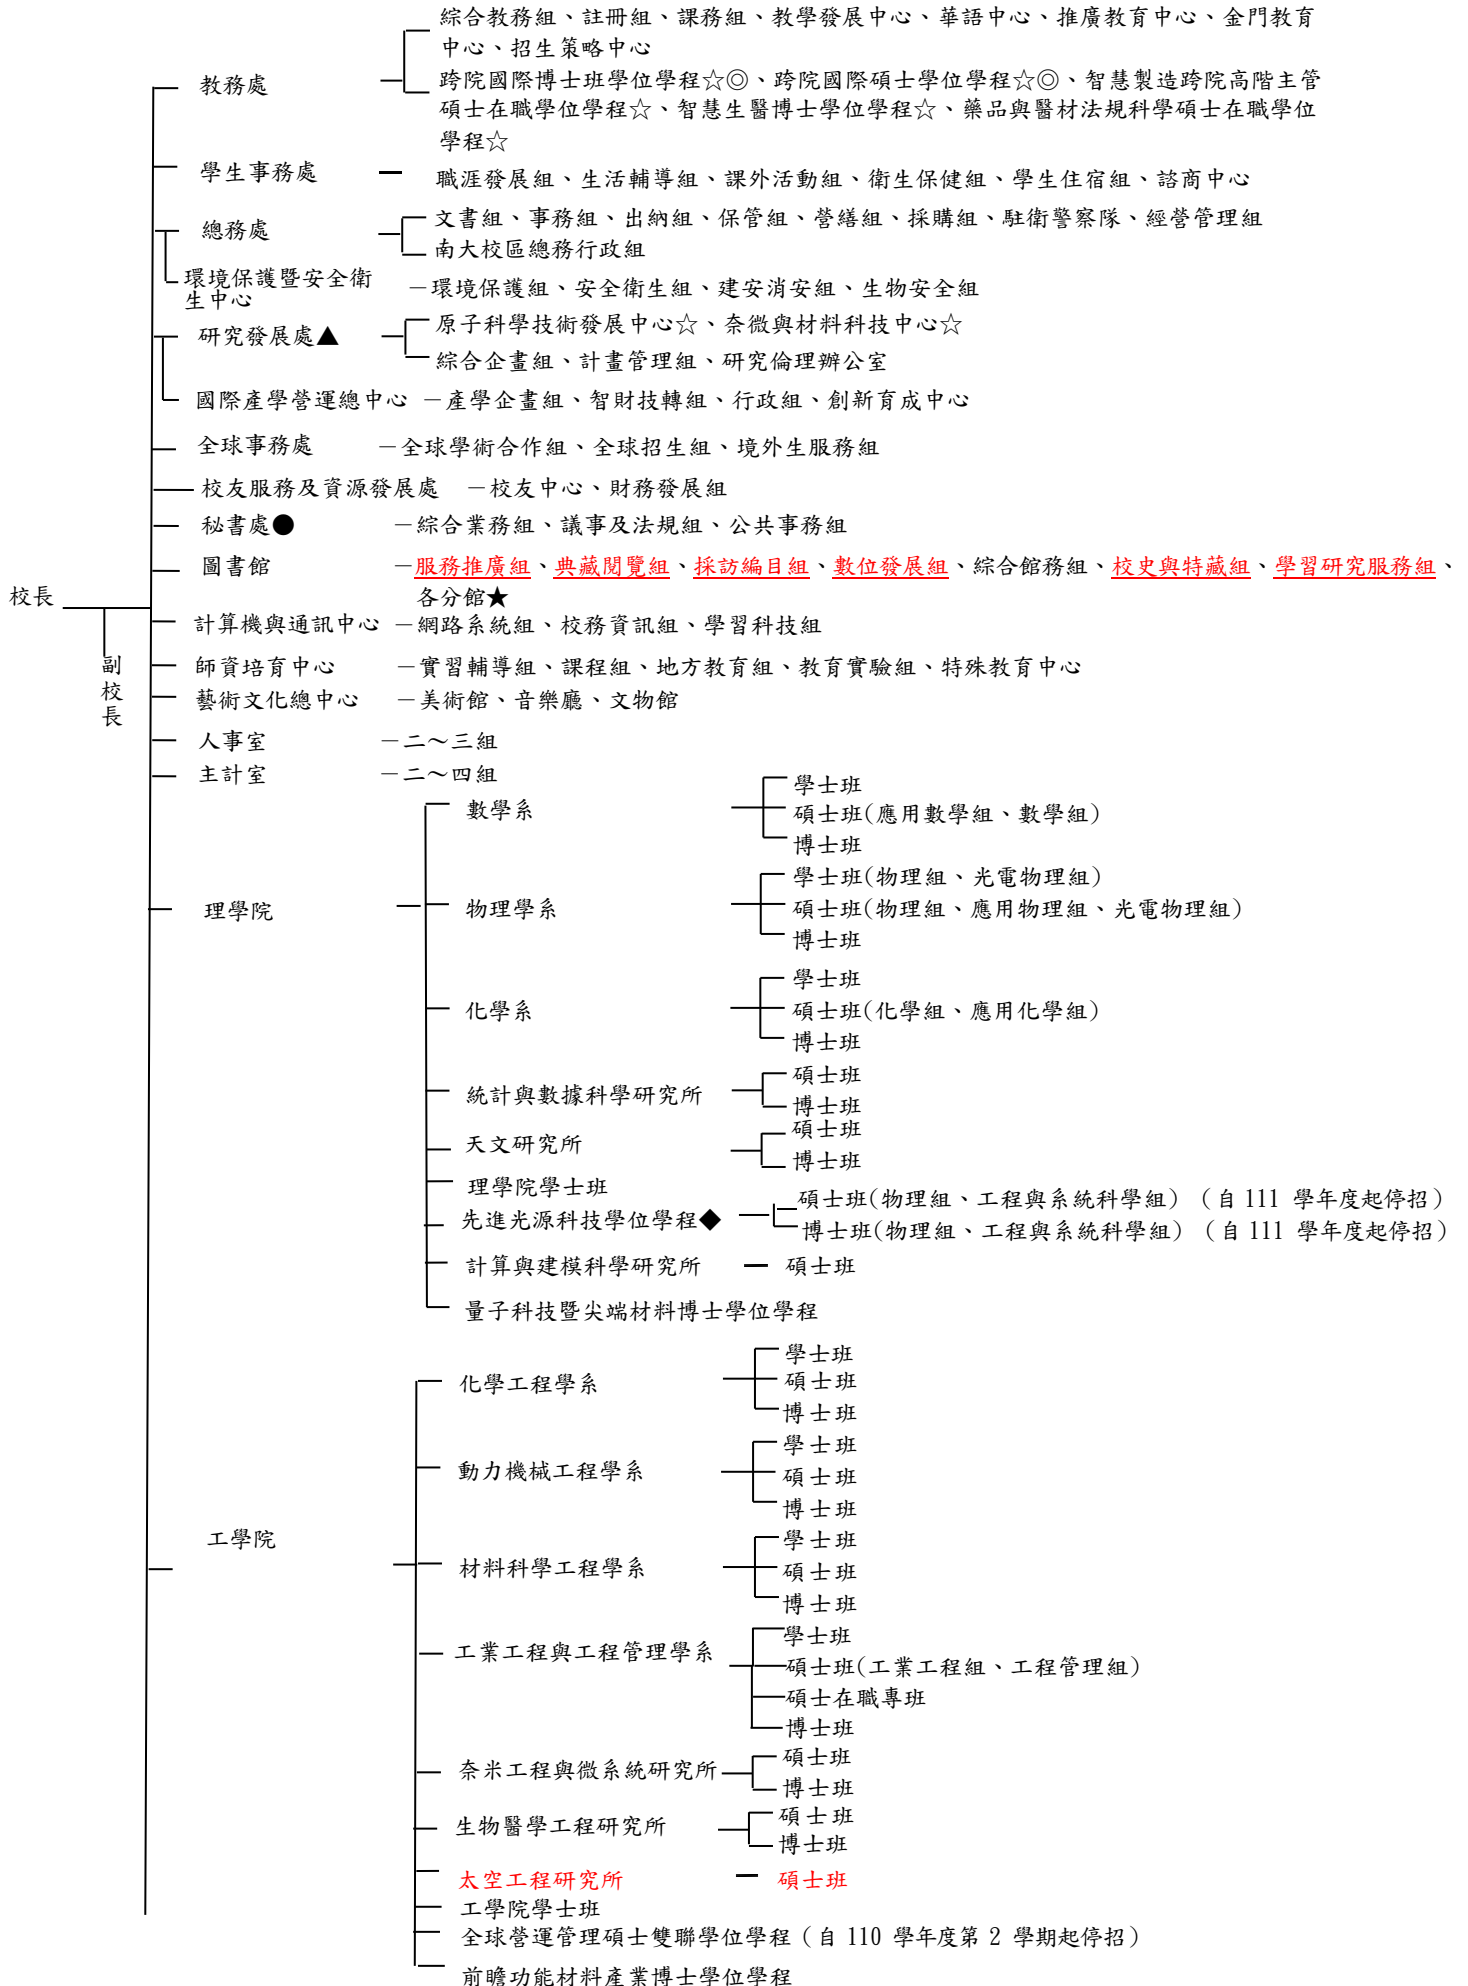 綜合教務組、註冊組、課務組、教學發展中心、華語中心、推廣教育中心、金門教育
中心、招生策略中心
教務處
跨院國際博士班學位學程☆◎、跨院國際碩士學位學程☆◎、智慧製造跨院高階主管
碩士在職學位學程☆、智慧生醫博士學位學程☆、藥品與醫材法規科學碩士在職學位
學程☆
學生事務處 — 職涯發展組、生活輔導組、課外活動組、衛生保健組、學生住宿組、諮商中心
總務處 文書組、事務組、出納組、保管組、營繕組、採購組、駐衛警察隊、經營管理組
南大校區總務行政組
環境保護暨安全衛
生中心
－環境保護組、安全衛生組、建安消安組、生物安全組
研究發展處▲ 原子科學技術發展中心☆、奈微與材料科技中心☆
綜合企畫組、計畫管理組、研究倫理辦公室
國際產學營運總中心 －產學企畫組、智財技轉組、行政組、創新育成中心
全球事務處 －全球學術合作組、全球招生組、境外生服務組
校友服務及資源發展處 －校友中心、財務發展組
秘書處● －綜合業務組、議事及法規組、公共事務組
圖書館 －服務推廣組、典藏閱覽組、採訪編目組、數位發展組、綜合館務組、校史與特藏組、學習研究服務組、
各分館★
校長
副校長
計算機與通訊中心 －網路系統組、校務資訊組、學習科技組
師資培育中心 －實習輔導組、課程組、地方教育組、教育實驗組、特殊教育中心
藝術文化總中心 －美術館、音樂廳、文物館
人事室 －二～三組
主計室 －二～四組
理學院
數學系
學士班
碩士班(應用數學組、數學組)
博士班
物理學系
學士班(物理組、光電物理組)
碩士班(物理組、應用物理組、光電物理組)
博士班
化學系
學士班
碩士班(化學組、應用化學組)
博士班
統計與數據科學研究所
碩士班
博士班
天文研究所
碩士班
博士班
理學院學士班
先進光源科技學位學程◆
碩士班(物理組、工程與系統科學組)（自 111 學年度起停招）
博士班(物理組、工程與系統科學組)（自 111 學年度起停招）
計算與建模科學研究所 — 碩士班
量子科技暨尖端材料博士學位學程
工學院
化學工程學系
學士班
碩士班
博士班
動力機械工程學系
學士班
碩士班
博士班
材料科學工程學系
學士班
碩士班
博士班
工業工程與工程管理學系
學士班
碩士班(工業工程組、工程管理組)
碩士在職專班
博士班
奈米工程與微系統研究所
碩士班
博士班
生物醫學工程研究所
碩士班
博士班
太空工程研究所 — 碩士班
工學院學士班
全球營運管理碩士雙聯學位學程（自 110 學年度第 2 學期起停招）
前瞻功能材料產業博士學位學程